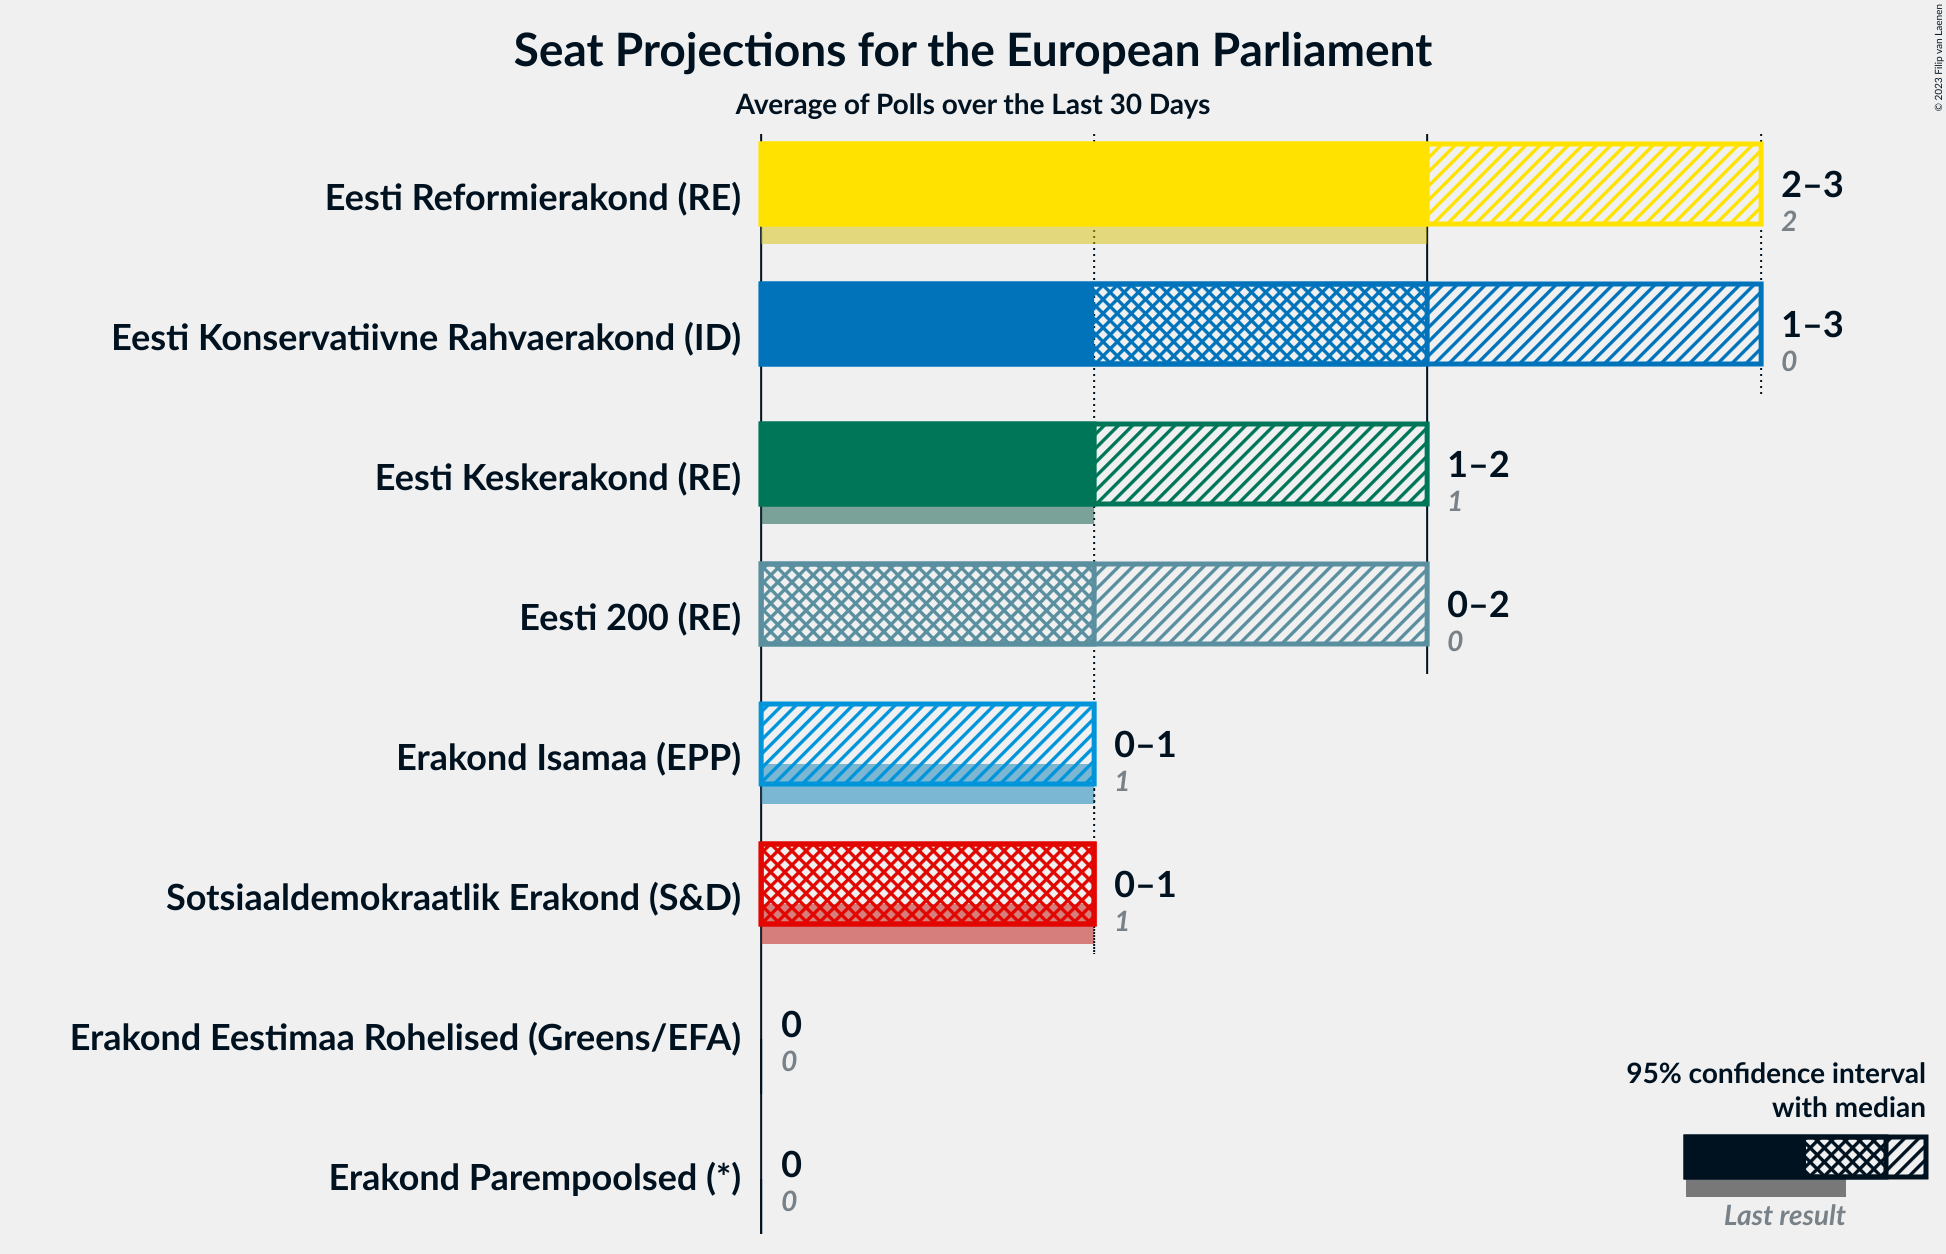 Seat Projections for the European Parliament
Average of Polls over the Last 30 Days
© 2023 Filip van Laenen
Eesti Reformierakond (RE)
2–3
2
Eesti Konservatiivne Rahvaerakond (ID)
1–3
0
Eesti Keskerakond (RE)
1–2
1
Eesti 200 (RE)
0–2
0
Erakond Isamaa (EPP)
0–1
1
Sotsiaaldemokraatlik Erakond (S&D)
0–1
1
Erakond Eestimaa Rohelised (Greens/EFA)
0
0
Erakond Parempoolsed (*)
0
0
95% confidence interval
with median
Last result